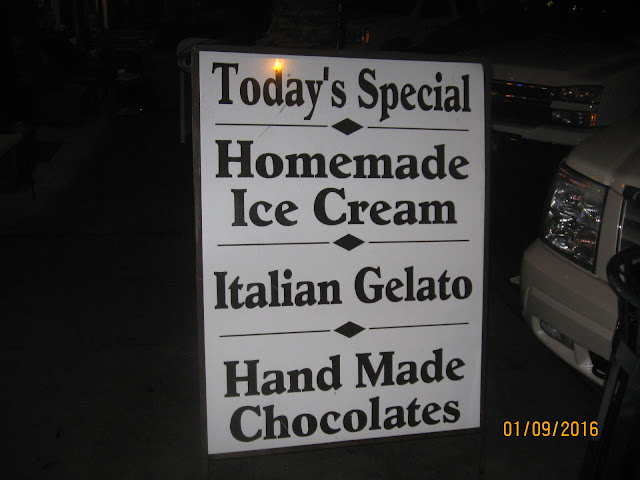 Today's Special
Homemade
Ice Cream
Italian Gelato
Hand Made
Chocolates
01/09/2016